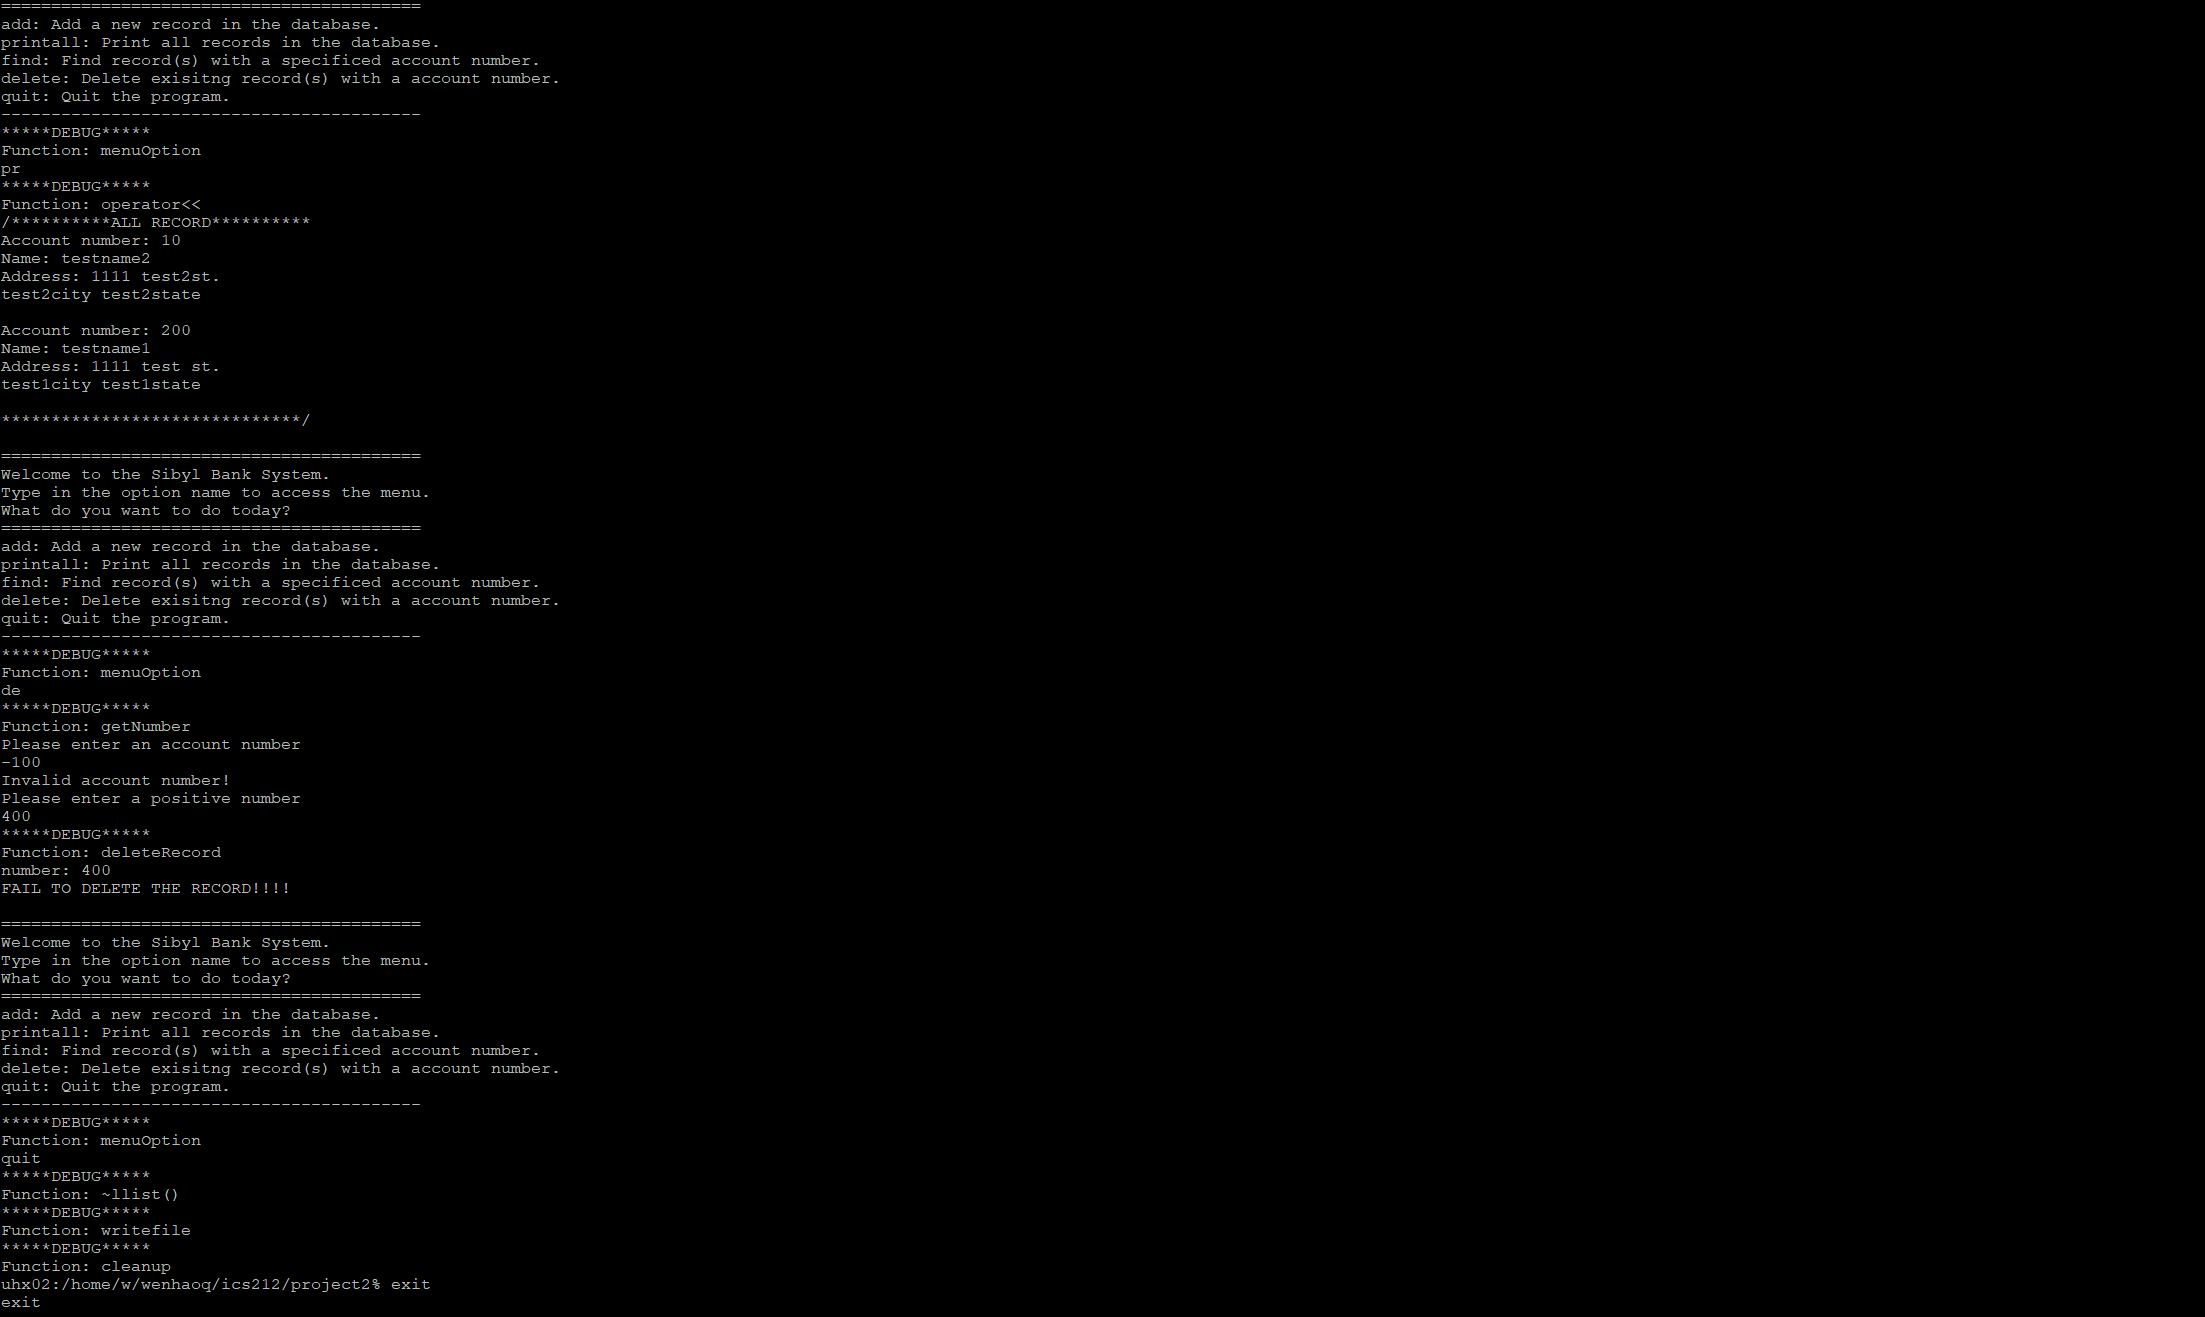 ==========================================
add: Add a new record in the database.
printall: Print all records in the database.
find: Find record(s) with a specificed account number.
delete: Delete exisitng record(s) with a account number.
quit: Quit the program.
------------------------------------------
*****DEBUG*****
Function: menuOption
pr
*****DEBUG*****
Function: operator<<
/**********ALL RECORD**********
Account number: 10
Name: testname2
Address: 1111 test2st.
test2city test2state
Account number: 200
Name: testname1
Address: 1111 test st.
test1city test1state
******************************/
==========================================
Welcome to the Sibyl Bank System.
Type in the option name to access the menu.
What do you want to do today?
==========================================
add: Add a new record in the database.
printall: Print all records in the database.
find: Find record(s) with a specificed account number.
delete: Delete exisitng record(s) with a account number.
quit: Quit the program.
------------------------------------------
*****DEBUG*****
Function: menuOption
de
*****DEBUG*****
Function: getNumber
Please enter an account number
-100
Invalid account number!
Please enter a positive number
400
*****DEBUG*****
Function: deleteRecord
number: 400
FAIL TO DELETE THE RECORD!!!!
==========================================
Welcome to the Sibyl Bank System.
Type in the option name to access the menu.
What do you want to do today?
==========================================
add: Add a new record in the database.
printall: Print all records in the database.
find: Find record(s) with a specificed account number.
delete: Delete exisitng record(s) with a account number.
quit: Quit the program.
------------------------------------------
*****DEBUG*****
Function: menuOption
quit
*****DEBUG*****
Function: ~llist()
*****DEBUG*****
Function: writefile
*****DEBUG*****
Function: cleanup
uhx02:/home/w/wenhaoq/ics212/project2% exit
exit